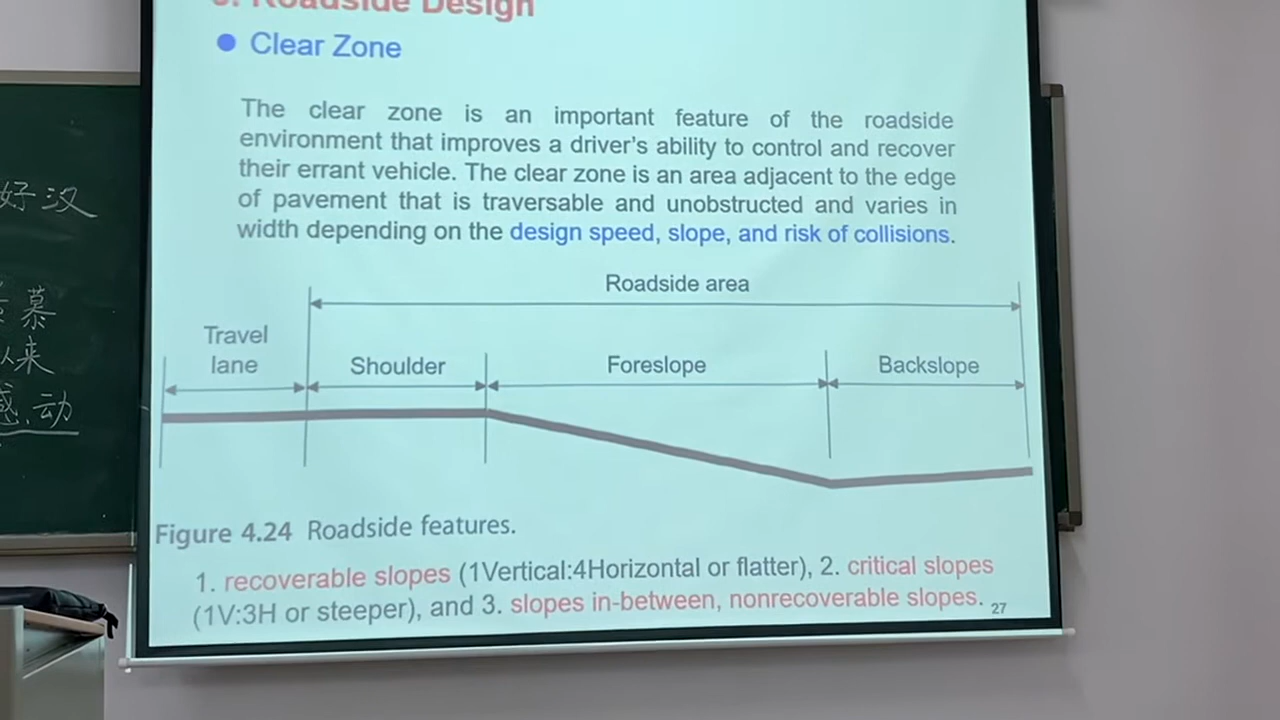 Roadside Design
● Clear Zone
The clear zone is an important feature of the roadside
environment that improves a driver's ability to control and recover
their errant vehicle. The clear zone is an area adjacent to the edge
of pavement that is traversable and unobstructed and varies in
width depending on the design speed, slope, and risk of collisions.
Roadside area
Travel
lane
Shoulder
Foreslope
Backslope
Figure 4.24 Roadside features.
1. recoverable slopes (1Vertical:4Horizontal or flatter), 2. critical slopes
(1V:3H or steeper), and 3. slopes in-between, nonrecoverable slopes.
27
好汉
慕
以来
感动